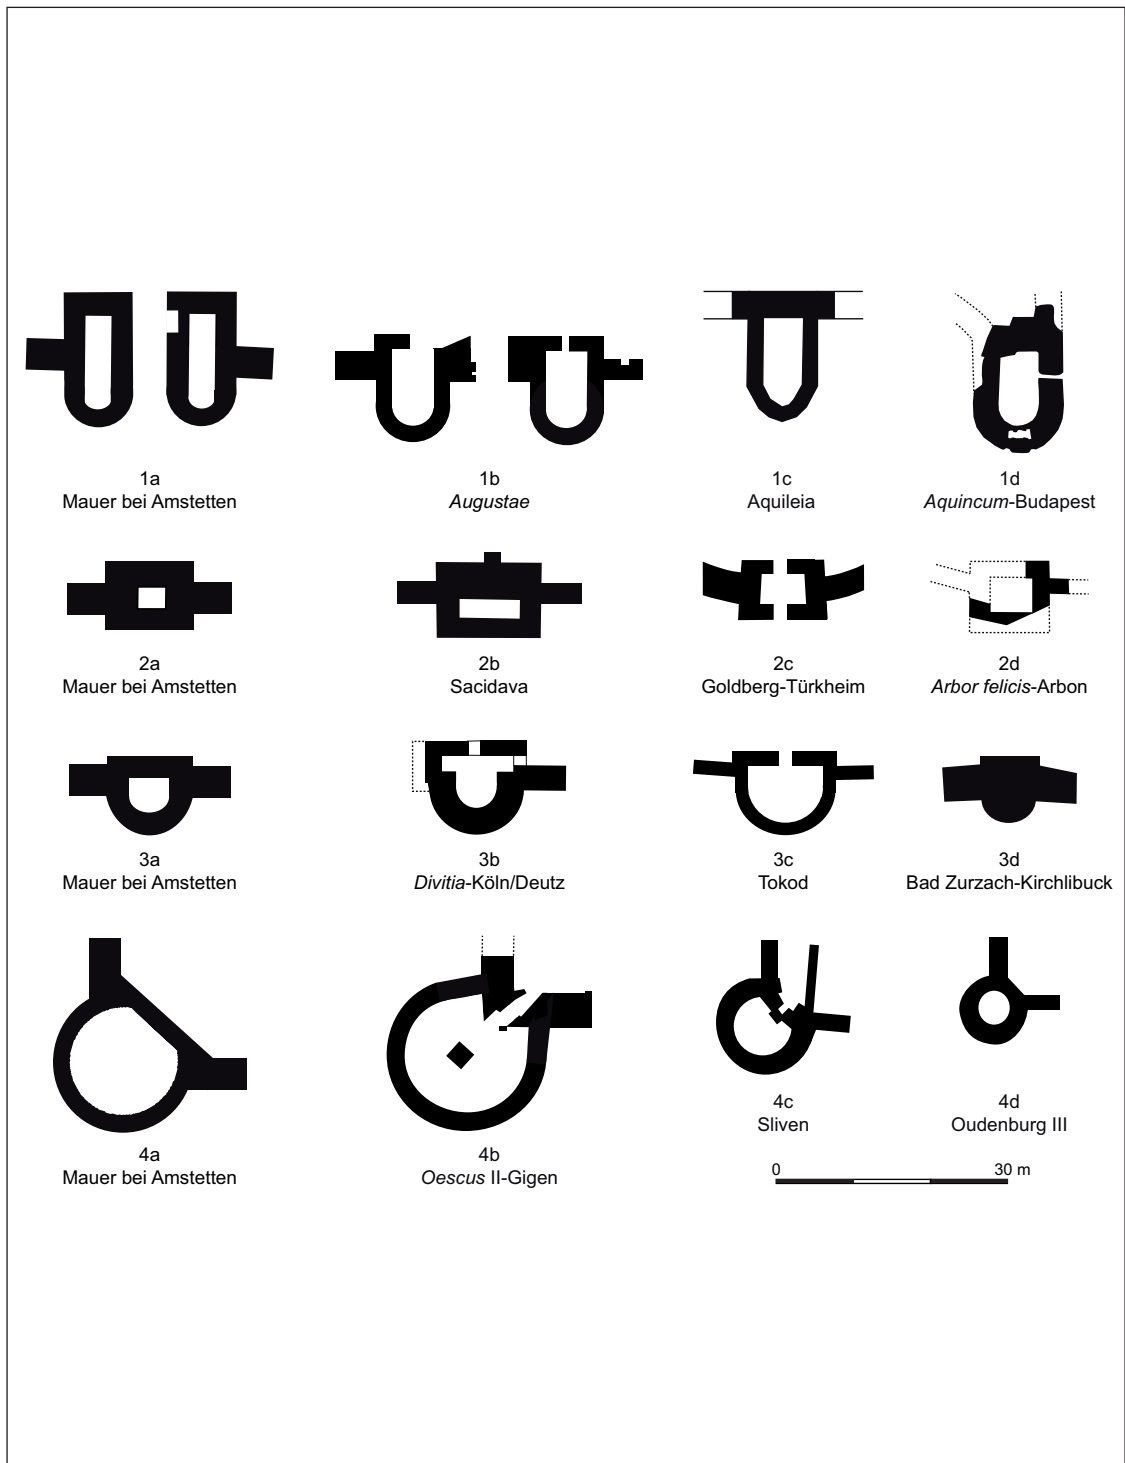 1a
Mauer bei Amstetten
1b
Augustae
1c
Aquileia
1d
Aquincum-Budapest
2a
Mauer bei Amstetten
2b
Sacidava
2c
Goldberg-Türkheim
2d
Arbor felicis-Arbon
3a
Mauer bei Amstetten
3b
Divitia-Köln/Deutz
3c
Tokod
3d
Bad Zurzach-Kirchlibuck
4a
Mauer bei Amstetten
4b
Oescus II-Gigen
4c
Sliven
4d
Oudenburg III
0 30 m